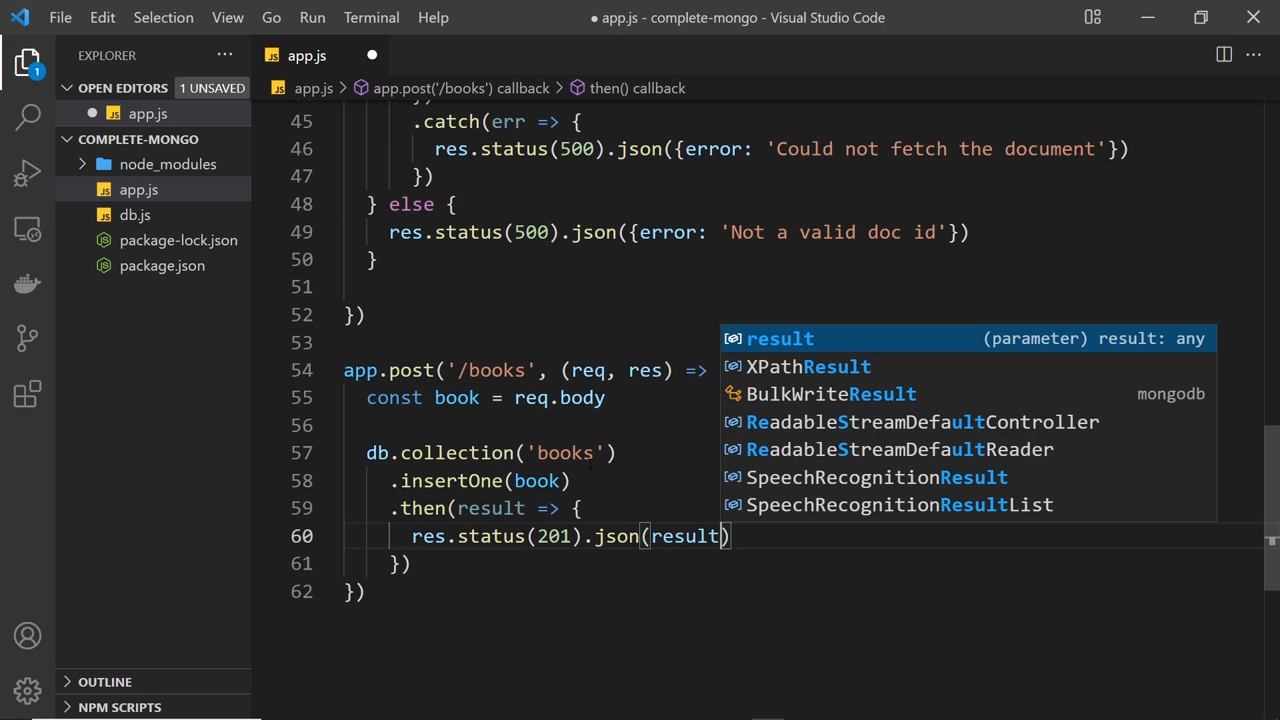 File Edit Selection View Go Run Terminal Help ● app.js - complete-mongo - Visual Studio Code
EXPLORER ···
JS app.js ●
OPEN EDITORS 1 UNSAVED
JS app.js > app.post('/books') callback > then() callback
● JS app.js
COMPLETE-MONGO
node_modules
JS app.js
JS db.js
package-lock.json
package.json
OUTLINE
NPM SCRIPTS
1
45 .catch(err => {
46 res.status(500).json({error: 'Could not fetch the document'})
47 })
48 } else {
49 res.status(500).json({error: 'Not a valid doc id'})
50 }
51
52 })
53
54 app.post('/books', (req, res) =>
55 const book = req.body
56
57 db.collection('books')
58 .insertOne(book)
59 .then(result => {
60 res.status(201).json(result)
61 })
62 })
result (parameter) result: any
XPathResult
BulkWriteResult mongodb
ReadableStreamDefaultController
ReadableStreamDefaultReader
SpeechRecognitionResult
SpeechRecognitionResultList